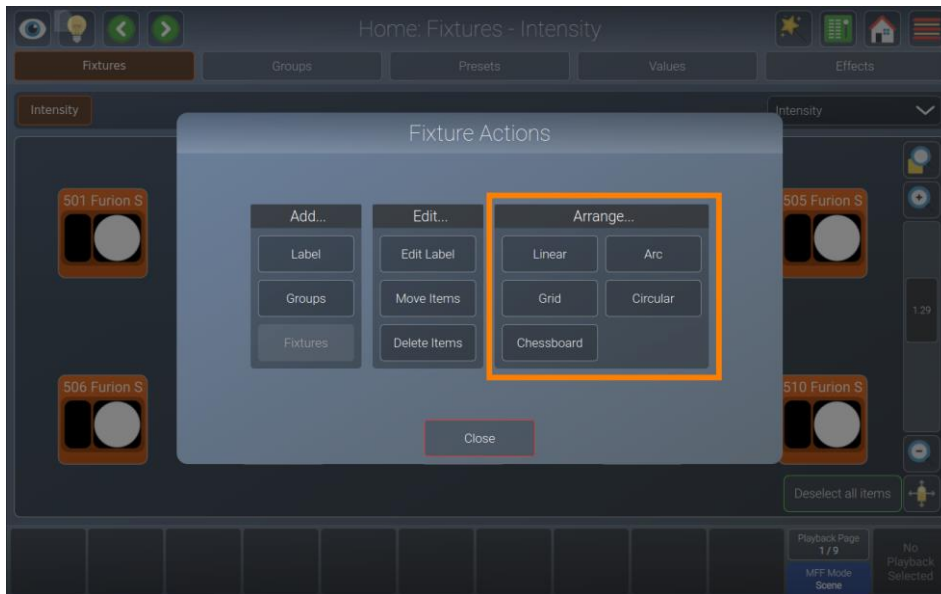 Home: Fixtures - Intensity
Fixtures
Groups
Presets
Values
Effects
Intensity
Intensity
Fixture Actions
501 Furion S
505 Furion S
Add...
Edit...
Arrange...
Label
Edit Label
Linear
Arc
Groups
Move Items
Grid
Circular
1.29
Fixtures
Delete Items
Chessboard
506 Furion S
510 Furion S
Close
Deselect all items
Playback Page
1 / 9
MFF Mode
Scene
No
Playback
Selected